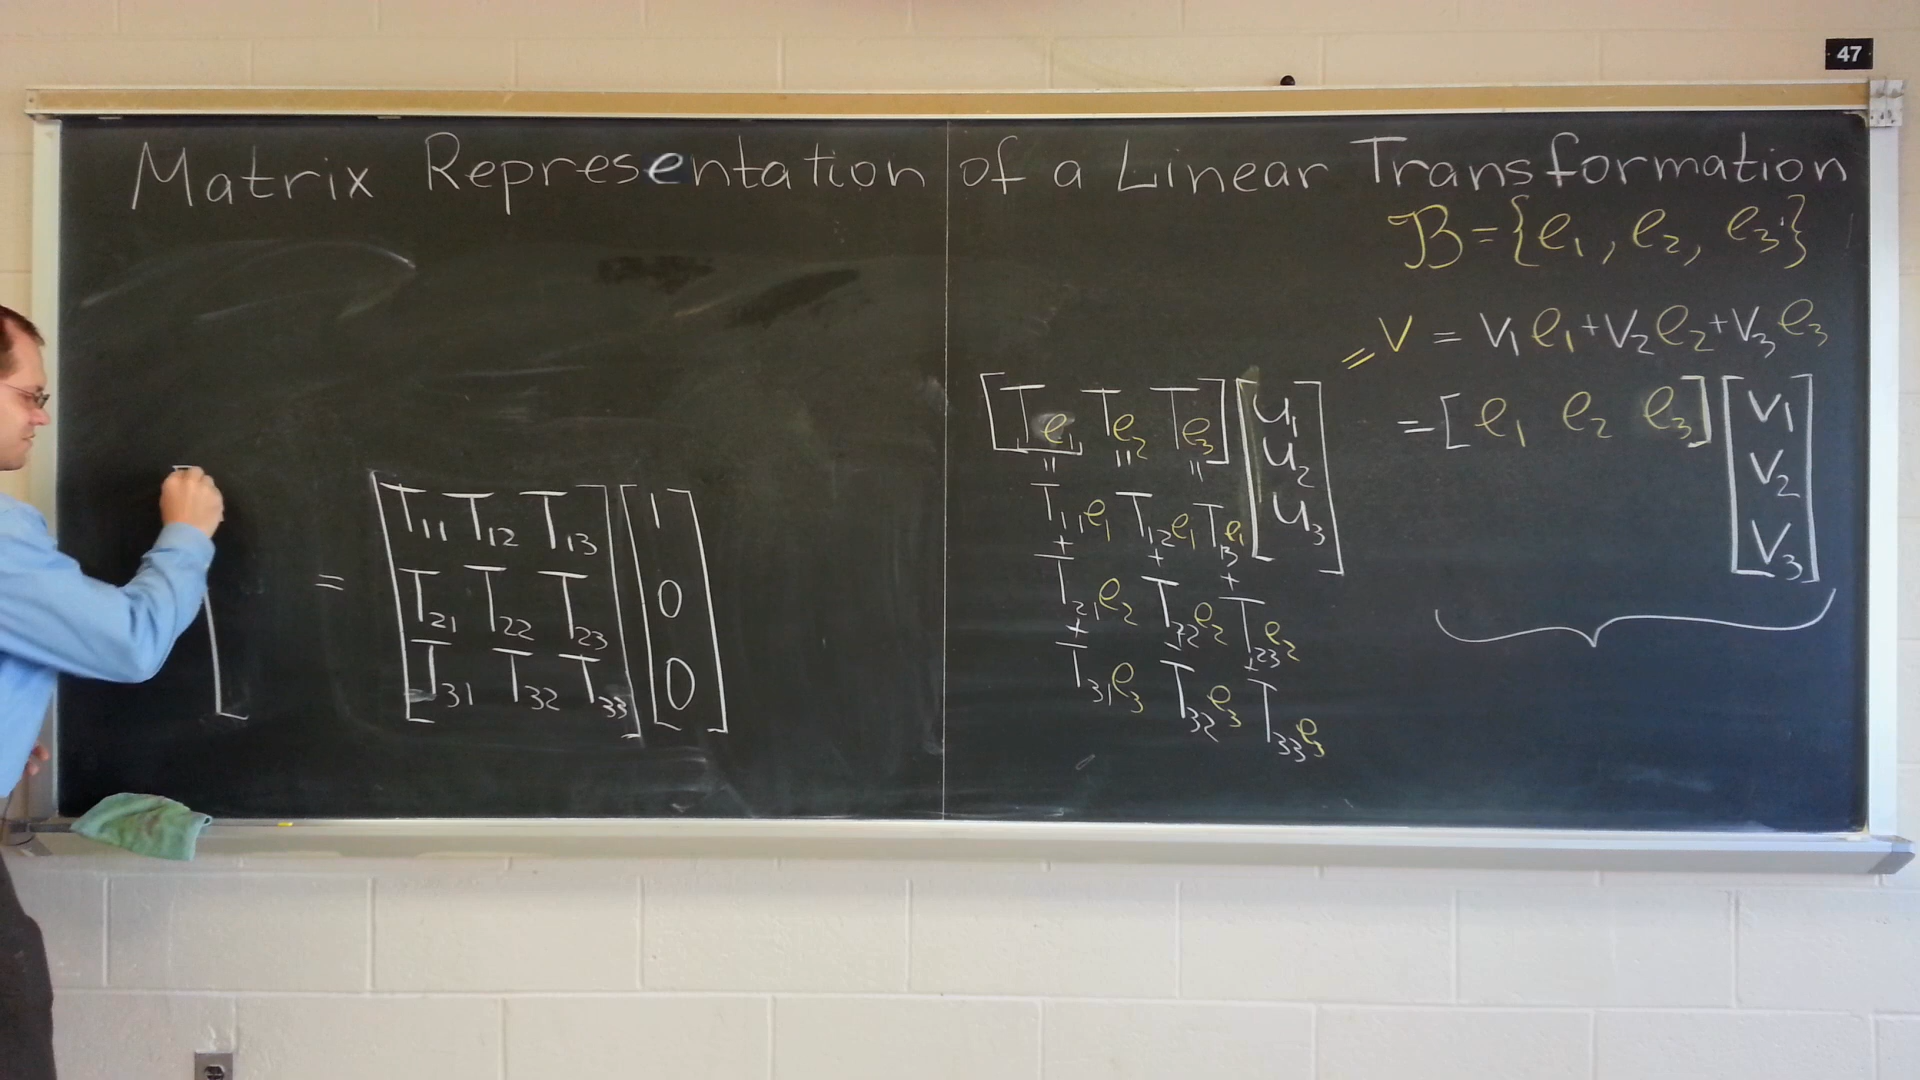 47
Matrix Representation of a Linear Transformation
B = {e₁, e₂, e₃}
= v = v₁e₁ + v₂e₂ + v₃e₃
[Te₁ Te₂ Te₃] [u₁ u₂ u₃]
= [e₁ e₂ e₃] [v₁ v₂ v₃]
= = =
T₁₁e₁ T₁₂e₁ T₁₃e₁
+ + +
T₂₁e₂ T₂₂e₂ T₂₃e₂
+ + +
T₃₁e₃ T₃₂e₃ T₃₃e₃
[T₁₁ T₁₂ T₁₃] [1]
= [T₂₁ T₂₂ T₂₃] [0]
[T₃₁ T₃₂ T₃₃] [0]